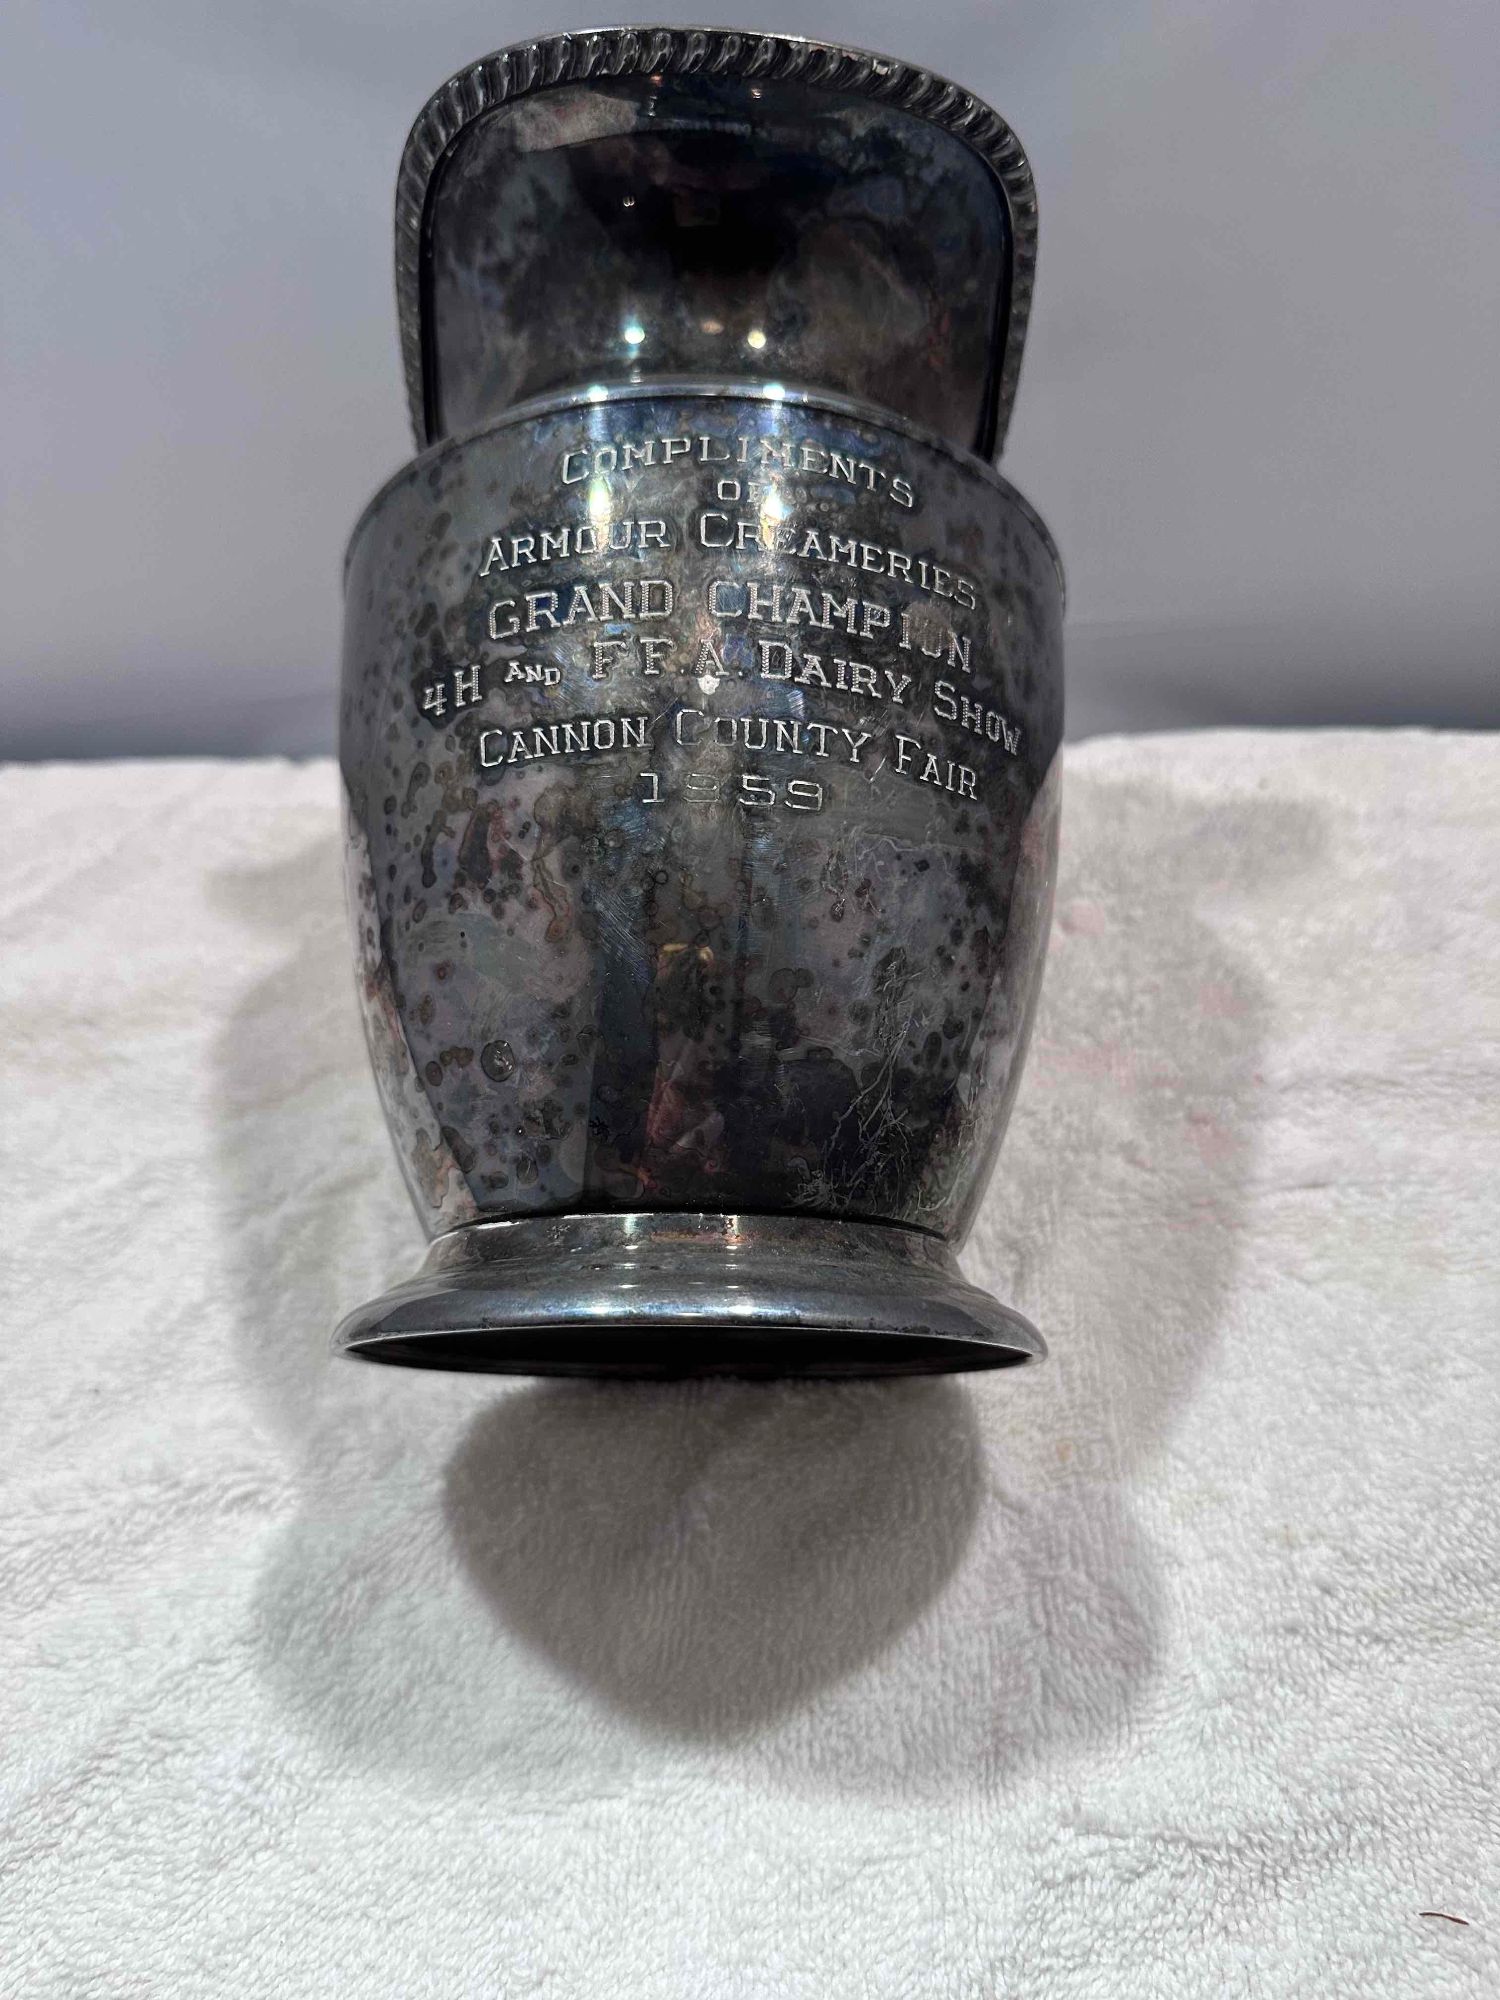 COMPLIMENTS
OF
ARMOUR CREAMERIES
GRAND CHAMPION
4H AND F.F.A. DAIRY SHOW
CANNON COUNTY FAIR
1959